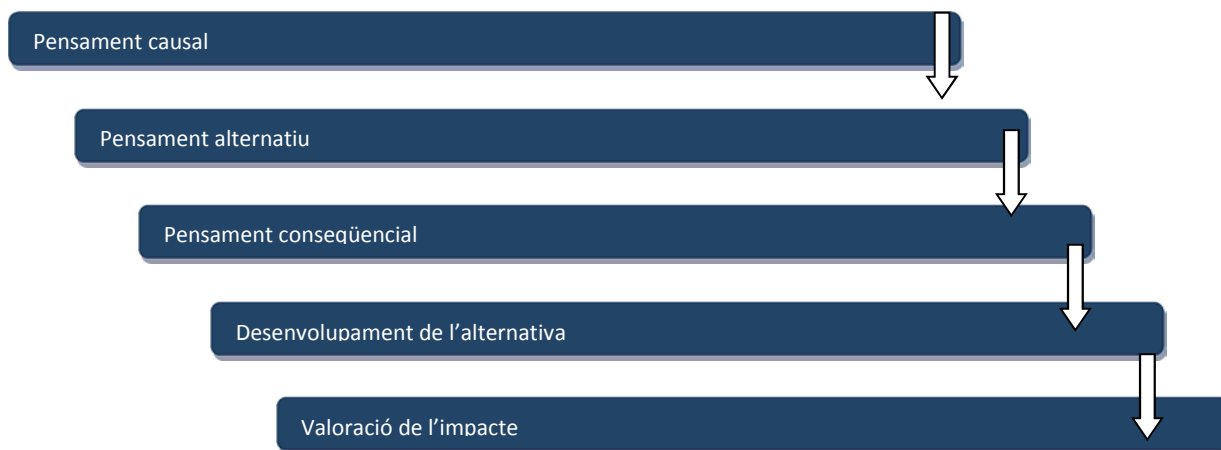 Pensament causal
Pensament alternatiu
Pensament conseqüencial
Desenvolupament de l’alternativa
Valoració de l’impacte